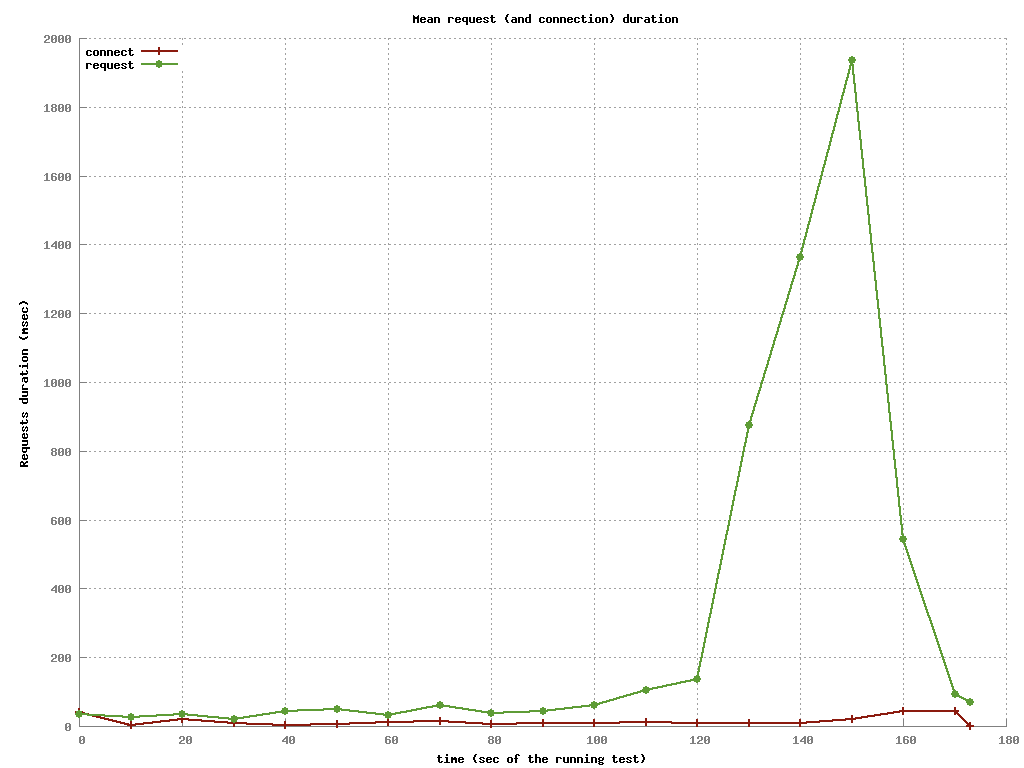 Mean request (and connection) duration
2000
connect
request
1800
1600
1400
1200
1000
800
600
400
200
0
Requests duration (msec)
0 20 40 60 80 100 120 140 160 180
time (sec of the running test)